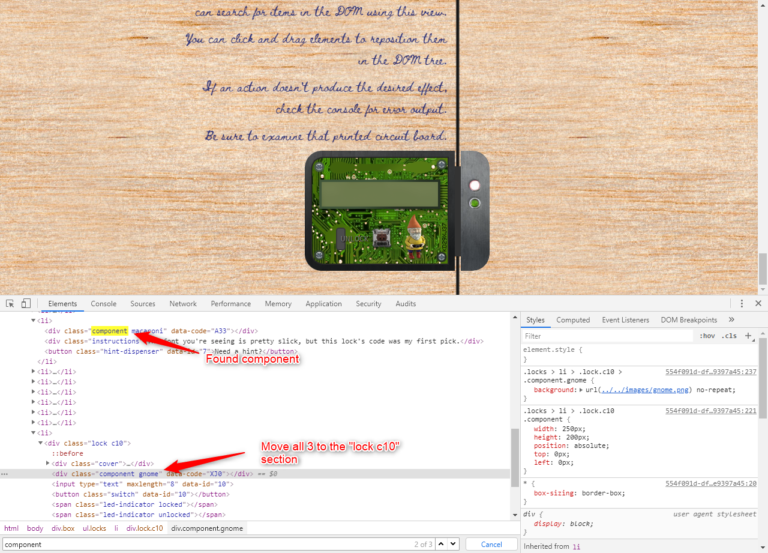 can search for items in the DOM using this view.
You can click and drag elements to reposition them
in the DOM tree.
If an action doesn't produce the desired effect,
check the console for error output.
Be sure to examine that printed circuit board.
Elements Console Sources Network Performance Memory Application Security Audits
<li>
<div class="component macaroni" data-code="A33"></div>
<div class="instructions
you're seeing is pretty slick, but this lock's code was my first pick.</div>
<button class="hint-dispenser" data-id="7">Need a hint?</button>
</li>
Found component
<li>…</li>
<li>…</li>
<li>…</li>
<li>…</li>
<li>…</li>
<li>
<div class="lock c10">
::before
<div class="cover">…</div>
<div class="component gnome" data-code="XJ0"></div> == $0
<input type="text" maxlength="8" data-id="10">
<button class="switch" data-id="10"></button>
<span class="led-indicator locked"></span>
<span class="led-indicator unlocked"></span>
Move all 3 to the "lock c10"
section.
html body div.box ul.locks li div.lock.c10 div.component.gnome
component
2 of 3
Cancel
Styles Computed Event Listeners DOM Breakpoints »
Filter
:hov .cls +
element.style {
}
.locks > li > .lock.c10 >
554f091d-df…9397a45:237
.component.gnome {
background: url(../../images/gnome.png) no-repeat;
}
.locks > li > .lock.c10
554f091d-df…9397a45:221
.component {
width: 250px;
height: 200px;
position: absolute;
top: 0px;
left: 0px;
}
* {
554f091d-df…e9397a45:20
box-sizing: border-box;
}
div {
user agent stylesheet
display: block;
}
Inherited from li